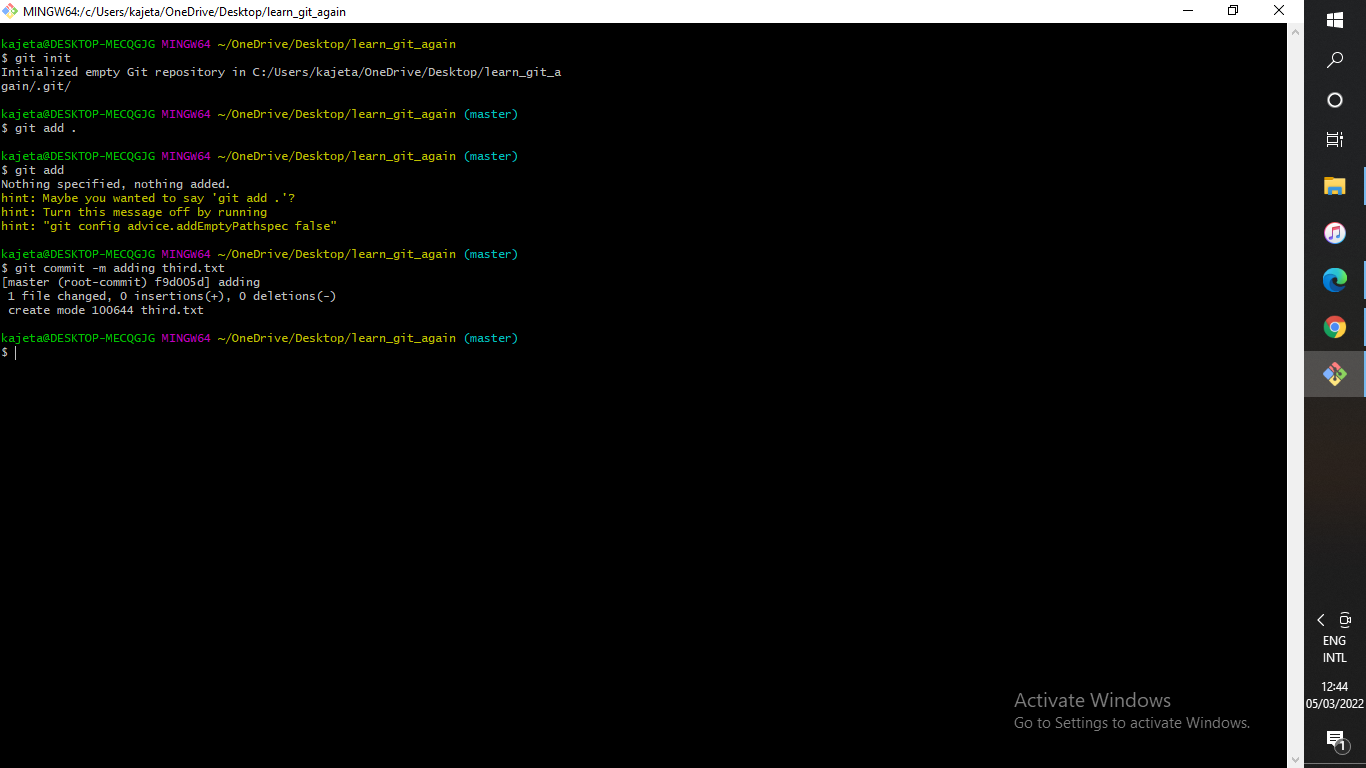 MINGW64:/c/Users/kajeta/OneDrive/Desktop/learn_git_again
kajeta@DESKTOP-MECQGJG MINGW64 ~/OneDrive/Desktop/learn_git_again
$ git init
Initialized empty Git repository in C:/Users/kajeta/OneDrive/Desktop/learn_git_a
gain/.git/
kajeta@DESKTOP-MECQGJG MINGW64 ~/OneDrive/Desktop/learn_git_again (master)
$ git add .
kajeta@DESKTOP-MECQGJG MINGW64 ~/OneDrive/Desktop/learn_git_again (master)
$ git add
Nothing specified, nothing added.
hint: Maybe you wanted to say 'git add .'?
hint: Turn this message off by running
hint: "git config advice.addEmptyPathspec false"
kajeta@DESKTOP-MECQGJG MINGW64 ~/OneDrive/Desktop/learn_git_again (master)
$ git commit -m adding third.txt
[master (root-commit) f9d005d] adding
 1 file changed, 0 insertions(+), 0 deletions(-)
 create mode 100644 third.txt
kajeta@DESKTOP-MECQGJG MINGW64 ~/OneDrive/Desktop/learn_git_again (master)
$
Activate Windows
Go to Settings to activate Windows.
ENG
INTL
12:44
05/03/2022
1